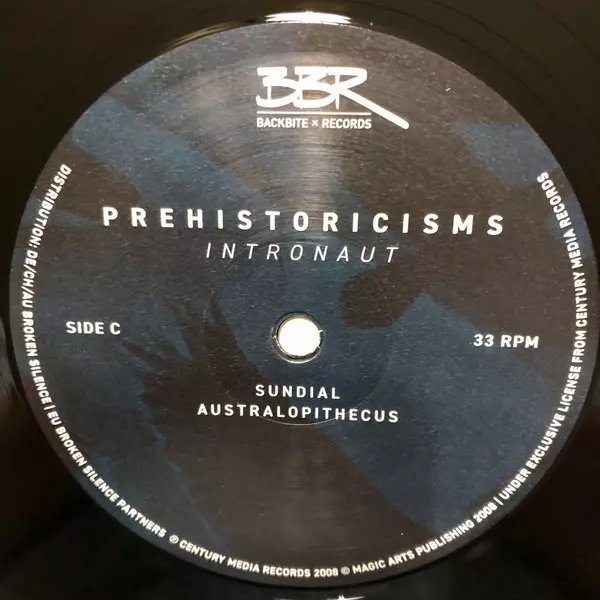 BBR
BACKBITE × RECORDS
PREHISTORICISMS
INTRONAUT
SIDE C
33 RPM
SUNDIAL
AUSTRALOPITHECUS
DISTRIBUTION: DE/CH/AU BROKEN SILENCE | EU BROKEN SILENCE PARTNERS ℗ CENTURY MEDIA RECORDS 2008 © MAGIC ARTS PUBLISHING 2008 | UNDER EXCLUSIVE LICENSE FROM CENTURY MEDIA RECORDS